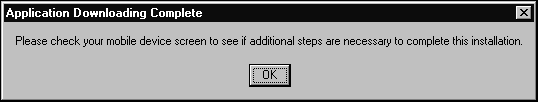 Application Downloading Complete
Please check your mobile device screen to see if additional steps are necessary to complete this installation.
OK